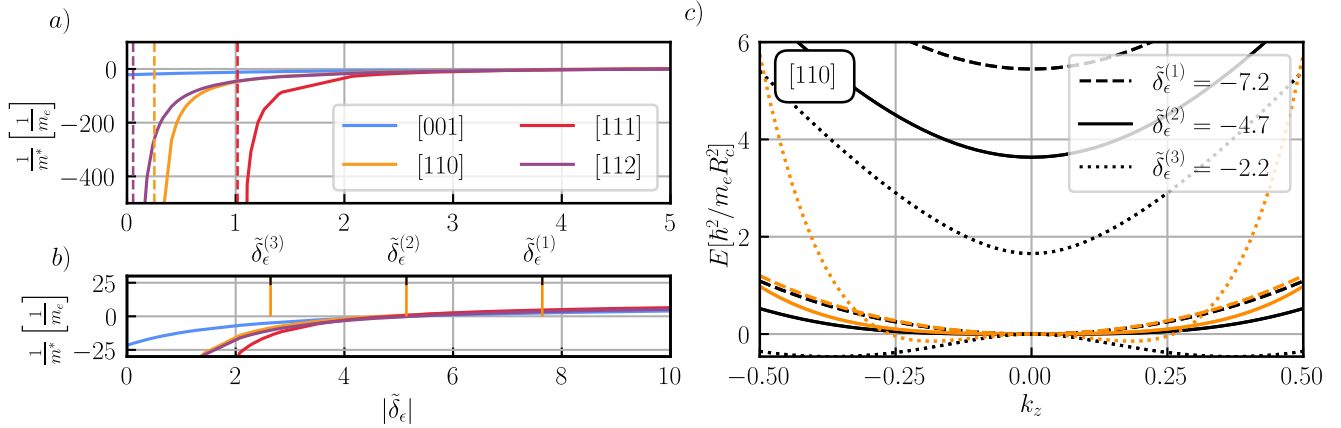 a)
1/m* [1/m_e]
0
−200
−400
[001]
[110]
[111]
[112]
0 1 2 3 4 5
b)
δ̃_ϵ^(3) δ̃_ϵ^(2) δ̃_ϵ^(1)
1/m* [1/m_e]
25
0
−25
0 2 4 6 8 10
|δ̃_ϵ|
c)
E[ħ²/m_e R_c²]
6
4
2
0
[110]
δ̃_ϵ^(1) = −7.2
δ̃_ϵ^(2) = −4.7
δ̃_ϵ^(3) = −2.2
−0.50 −0.25 0.00 0.25 0.50
k_z